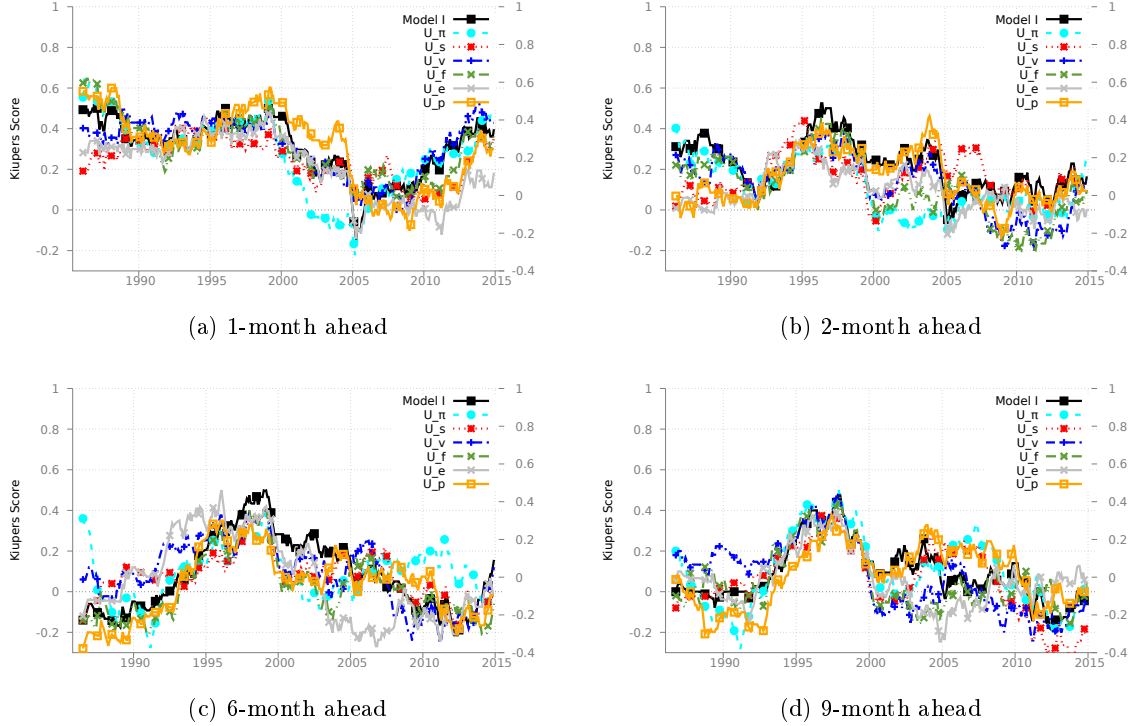 1
0.8
0.6
0.4
0.2
0
-0.2
Kiupers Score
1
0.8
0.6
0.4
0.2
0
-0.2
-0.4
1990 1995 2000 2005 2010 2015
Model I
U_π
U_s
U_v
U_f
U_e
U_p
(a) 1-month ahead
1
0.8
0.6
0.4
0.2
0
-0.2
Kiupers Score
1
0.8
0.6
0.4
0.2
0
-0.2
-0.4
1990 1995 2000 2005 2010 2015
Model I
U_π
U_s
U_v
U_f
U_e
U_p
(b) 2-month ahead
1
0.8
0.6
0.4
0.2
0
-0.2
Kiupers Score
1
0.8
0.6
0.4
0.2
0
-0.2
-0.4
1990 1995 2000 2005 2010 2015
Model I
U_π
U_s
U_v
U_f
U_e
U_p
(c) 6-month ahead
1
0.8
0.6
0.4
0.2
0
-0.2
Kiupers Score
1
0.8
0.6
0.4
0.2
0
-0.2
-0.4
1990 1995 2000 2005 2010 2015
Model I
U_π
U_s
U_v
U_f
U_e
U_p
(d) 9-month ahead